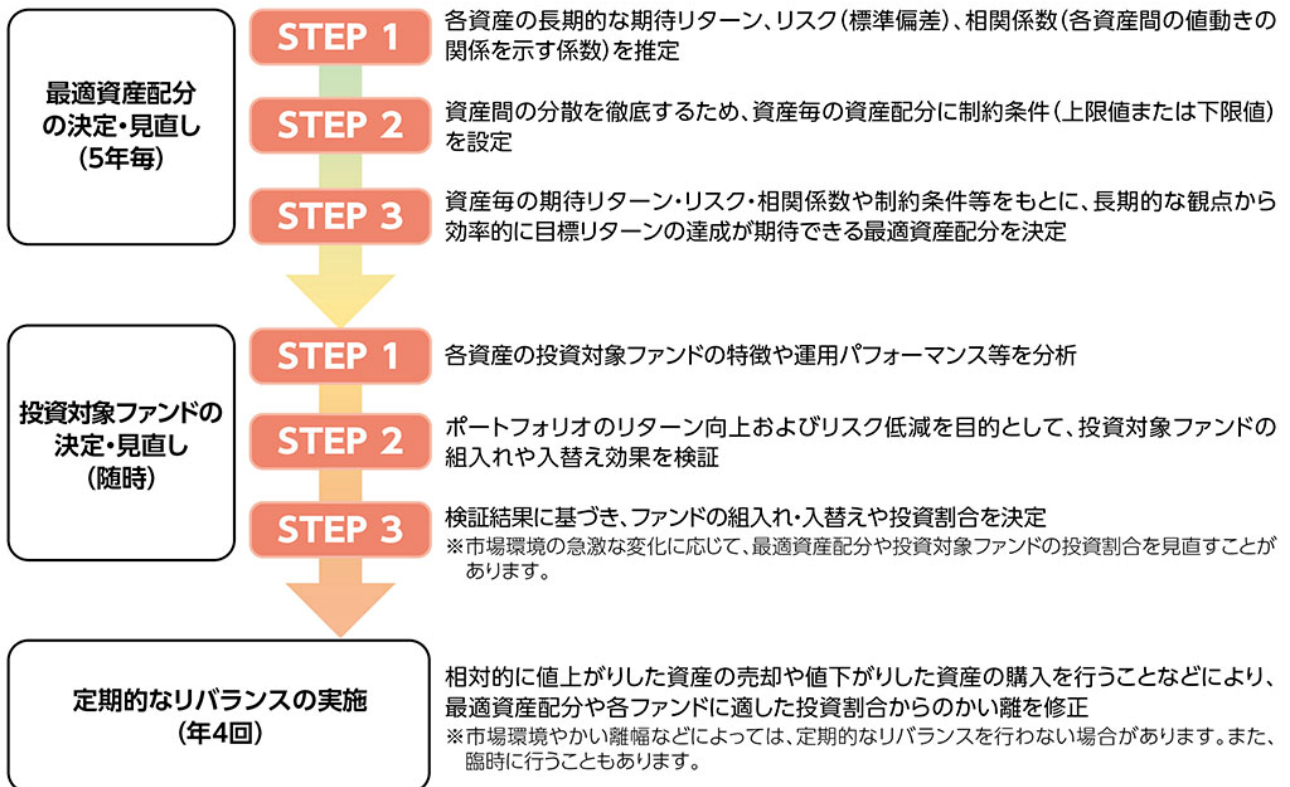 最適資産配分
の決定・見直し
(5年毎)
STEP 1
各資産の長期的な期待リターン、リスク(標準偏差)、相関係数(各資産間の値動きの
関係を示す係数)を推定
STEP 2
資産間の分散を徹底するため、資産毎の資産配分に制約条件(上限値または下限値)
を設定
STEP 3
資産毎の期待リターン・リスク・相関係数や制約条件等をもとに、長期的な観点から
効率的に目標リターンの達成が期待できる最適資産配分を決定
投資対象ファンドの
決定・見直し
(随時)
STEP 1
各資産の投資対象ファンドの特徴や運用パフォーマンス等を分析
STEP 2
ポートフォリオのリターン向上およびリスク低減を目的として、投資対象ファンドの
組入れや入替え効果を検証
STEP 3
検証結果に基づき、ファンドの組入れ・入替えや投資割合を決定
※市場環境の急激な変化に応じて、最適資産配分や投資対象ファンドの投資割合を見直すことが
あります。
定期的なリバランスの実施
(年4回)
相対的に値上がりした資産の売却や値下がりした資産の購入を行うことなどにより、
最適資産配分や各ファンドに適した投資割合からのかい離を修正
※市場環境やかい離幅などによっては、定期的なリバランスを行わない場合があります。また、
臨時に行うこともあります。